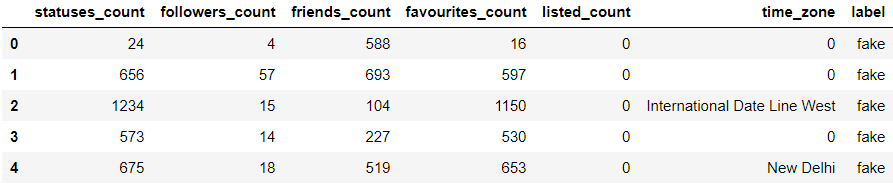 statuses_count followers_count friends_count favourites_count listed_count time_zone label
0 24 4 588 16 0 0 fake
1 656 57 693 597 0 0 fake
2 1234 15 104 1150 0 International Date Line West fake
3 573 14 227 530 0 0 fake
4 675 18 519 653 0 New Delhi fake